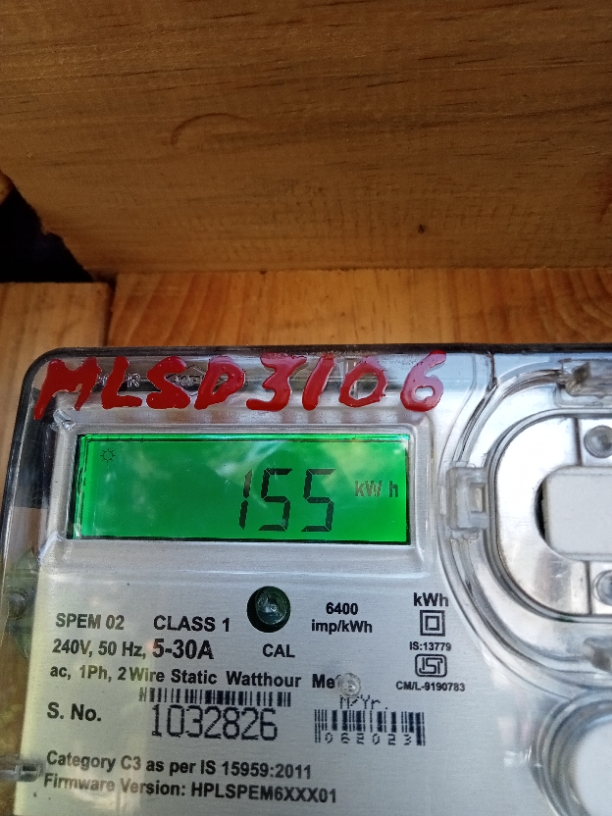 MLSD3106
155 kWh
SPEM 02 CLASS 1
6400
imp/kWh
kWh
240V, 50 Hz, 5-30A
CAL
IS:13779
ac, 1Ph, 2Wire Static Watthour
CM/L-9190783
M/Yr.
S. No. 1032826
062023
Category C3 as per IS 15959:2011
Firmware Version: HPLSPEM6XXX01